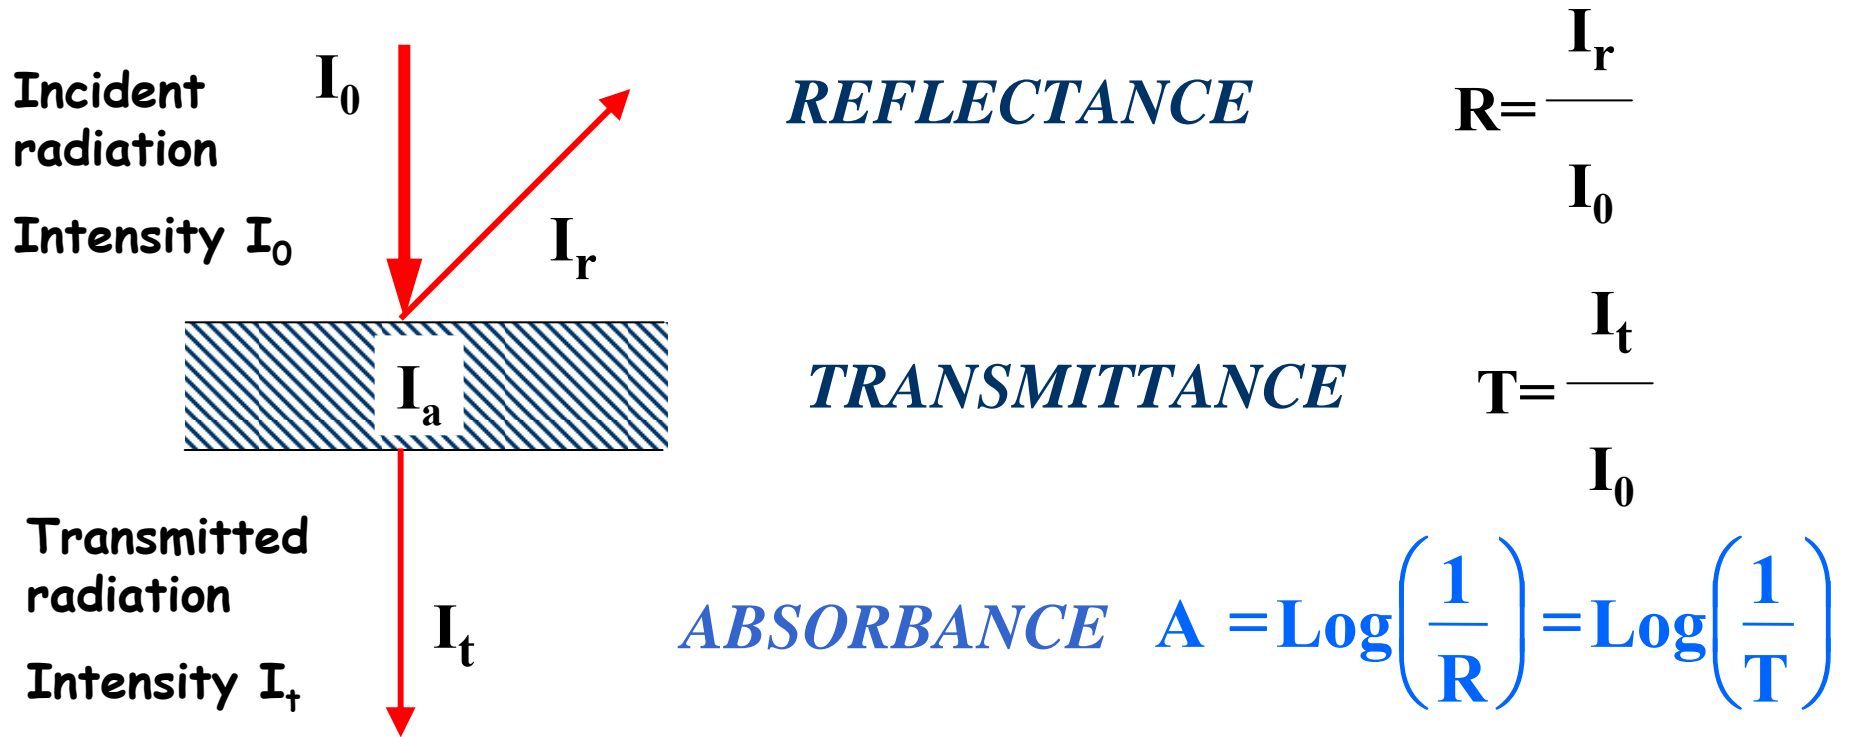 Incident
radiation
Intensity I₀
I₀
Iᵣ
Iₐ
Transmitted
radiation
Intensity Iₜ
Iₜ
REFLECTANCE
R= Iᵣ / I₀
TRANSMITTANCE
T= Iₜ / I₀
ABSORBANCE A =Log(1/R)=Log(1/T)